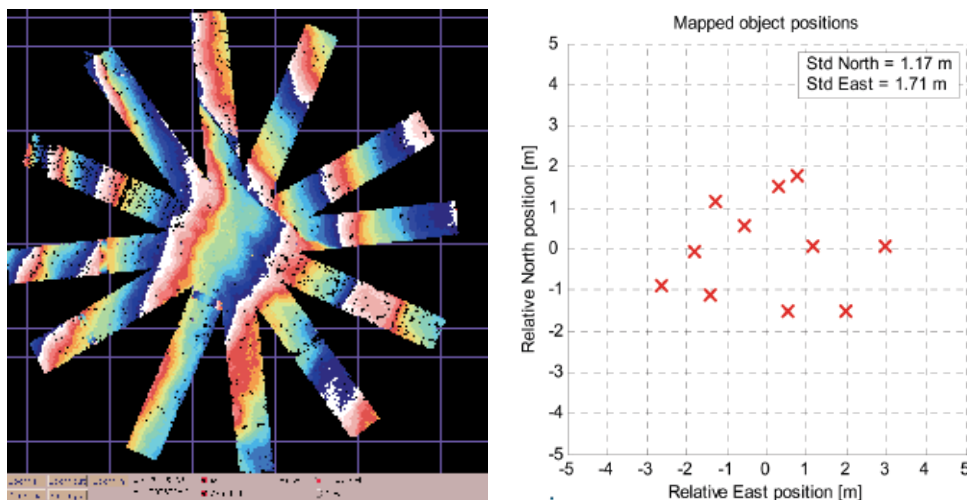 Mapped object positions
Std North = 1.17 m
Std East = 1.71 m
Relative North position [m]
5
4
3
2
1
0
-1
-2
-3
-4
-5
-5 -4 -3 -2 -1 0 1 2 3 4 5
Relative East position [m]